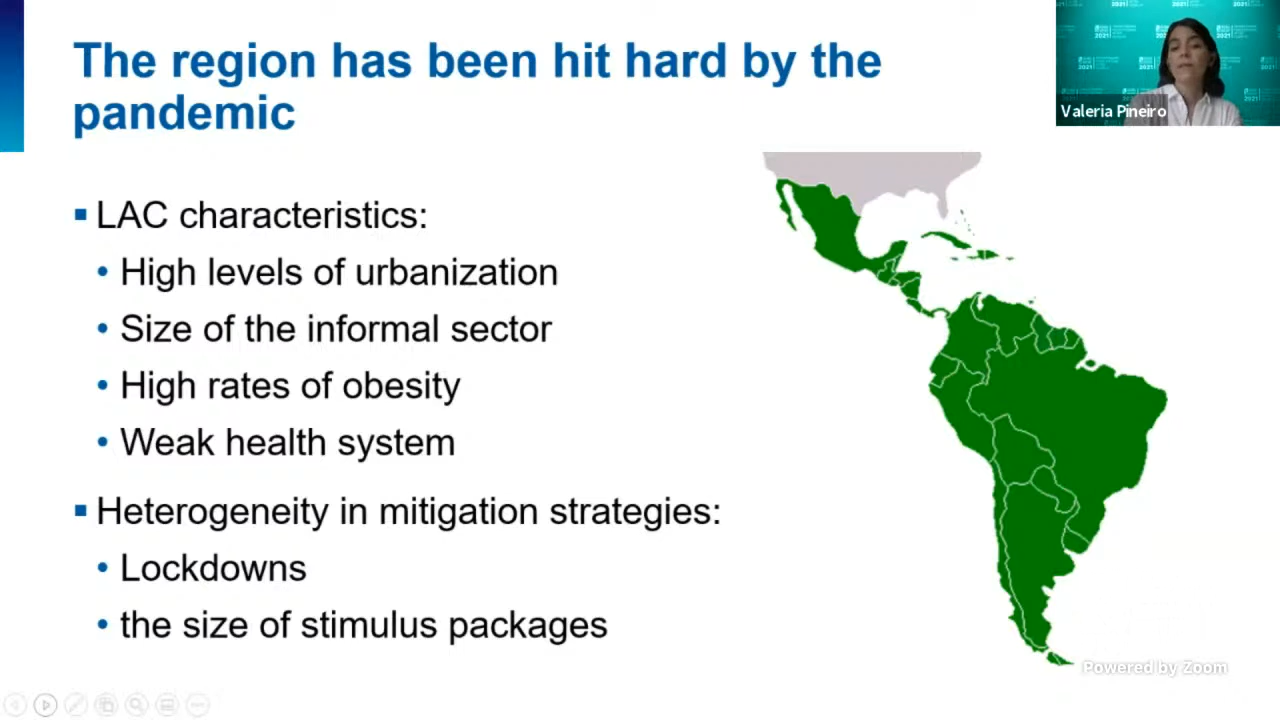 The region has been hit hard by the
pandemic
Valeria Pineiro
LAC characteristics:
High levels of urbanization
Size of the informal sector
High rates of obesity
Weak health system
Heterogeneity in mitigation strategies:
Lockdowns
the size of stimulus packages
Powered by Zoom